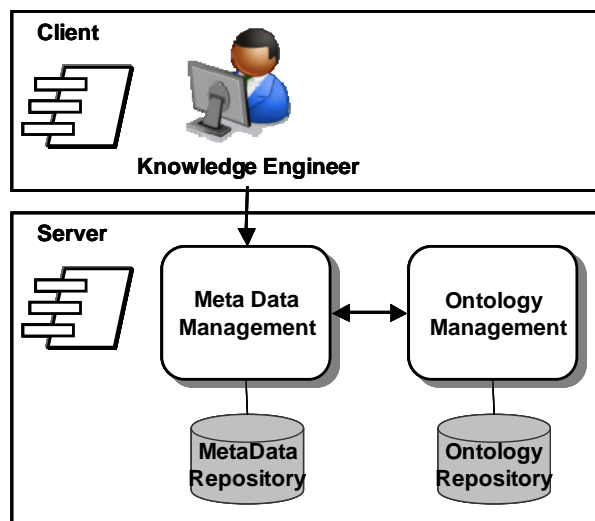 Client
Knowledge Engineer
Server
Meta Data
Management
Ontology
Management
MetaData
Repository
Ontology
Repository